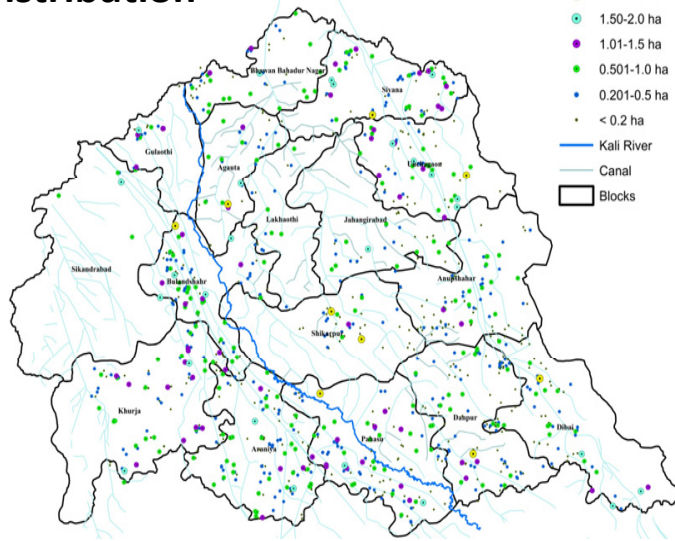 1.50-2.0 ha
1.01-1.5 ha
0.501-1.0 ha
0.201-0.5 ha
< 0.2 ha
Kali River
Canal
Blocks
Bhawan Bahadur Nagar
Siyana
Gulaothi
Aganta
Lakhaothi
Jahangirabad
Sikandrabad
Bulandshahr
Anupshahar
Shikarpur
Khurja
Araniya
Pahasu
Dahpur
Dibai